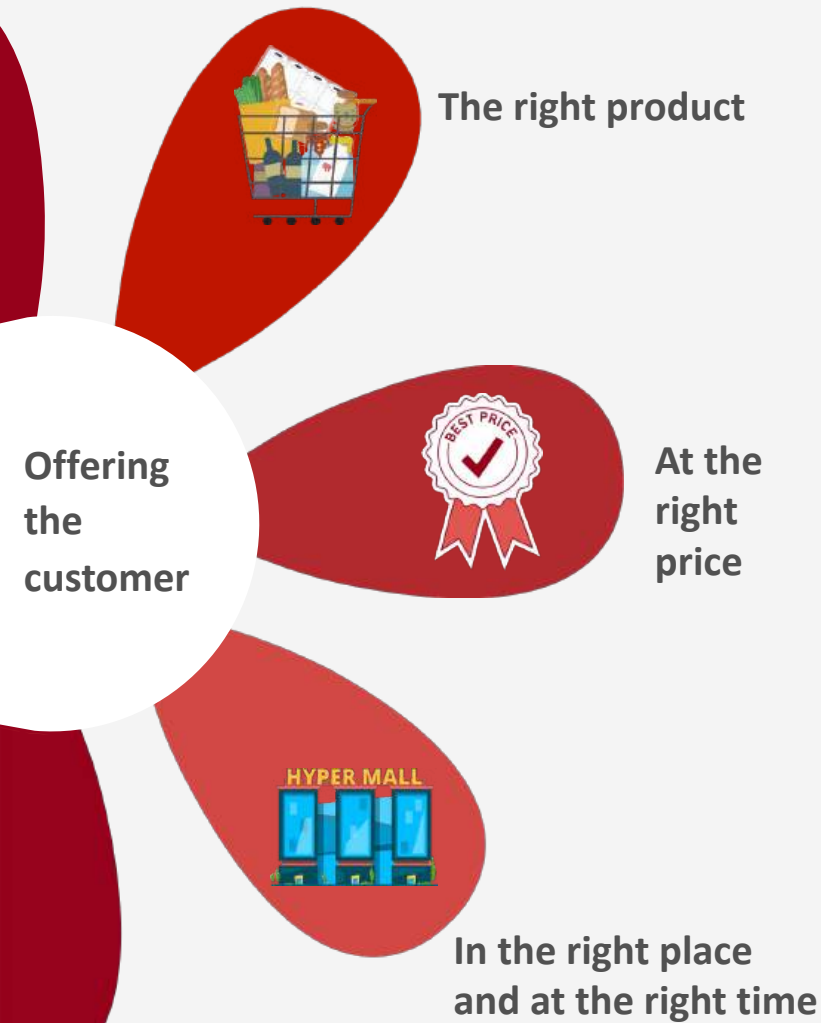 The right product
Offering
the
customer
BEST PRICE
At the
right
price
HYPER MALL
In the right place
and at the right time